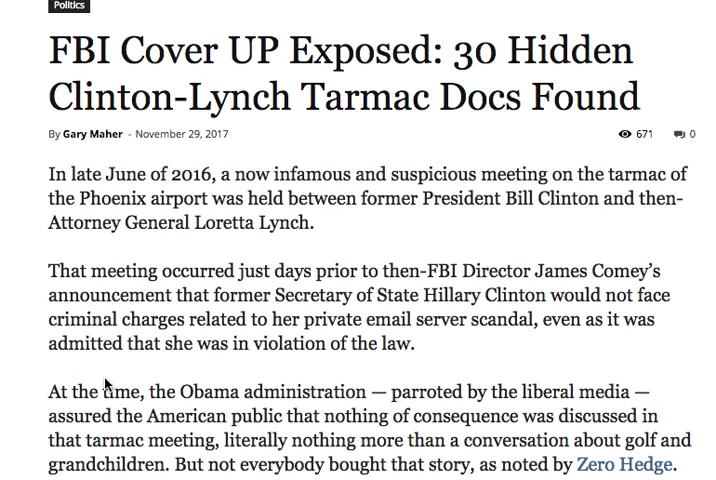 Politics
FBI Cover UP Exposed: 30 Hidden
Clinton-Lynch Tarmac Docs Found
By Gary Maher - November 29, 2017 671 0
In late June of 2016, a now infamous and suspicious meeting on the tarmac of
the Phoenix airport was held between former President Bill Clinton and then-
Attorney General Loretta Lynch.
That meeting occurred just days prior to then-FBI Director James Comey’s
announcement that former Secretary of State Hillary Clinton would not face
criminal charges related to her private email server scandal, even as it was
admitted that she was in violation of the law.
At the time, the Obama administration — parroted by the liberal media —
assured the American public that nothing of consequence was discussed in
that tarmac meeting, literally nothing more than a conversation about golf and
grandchildren. But not everybody bought that story, as noted by Zero Hedge.